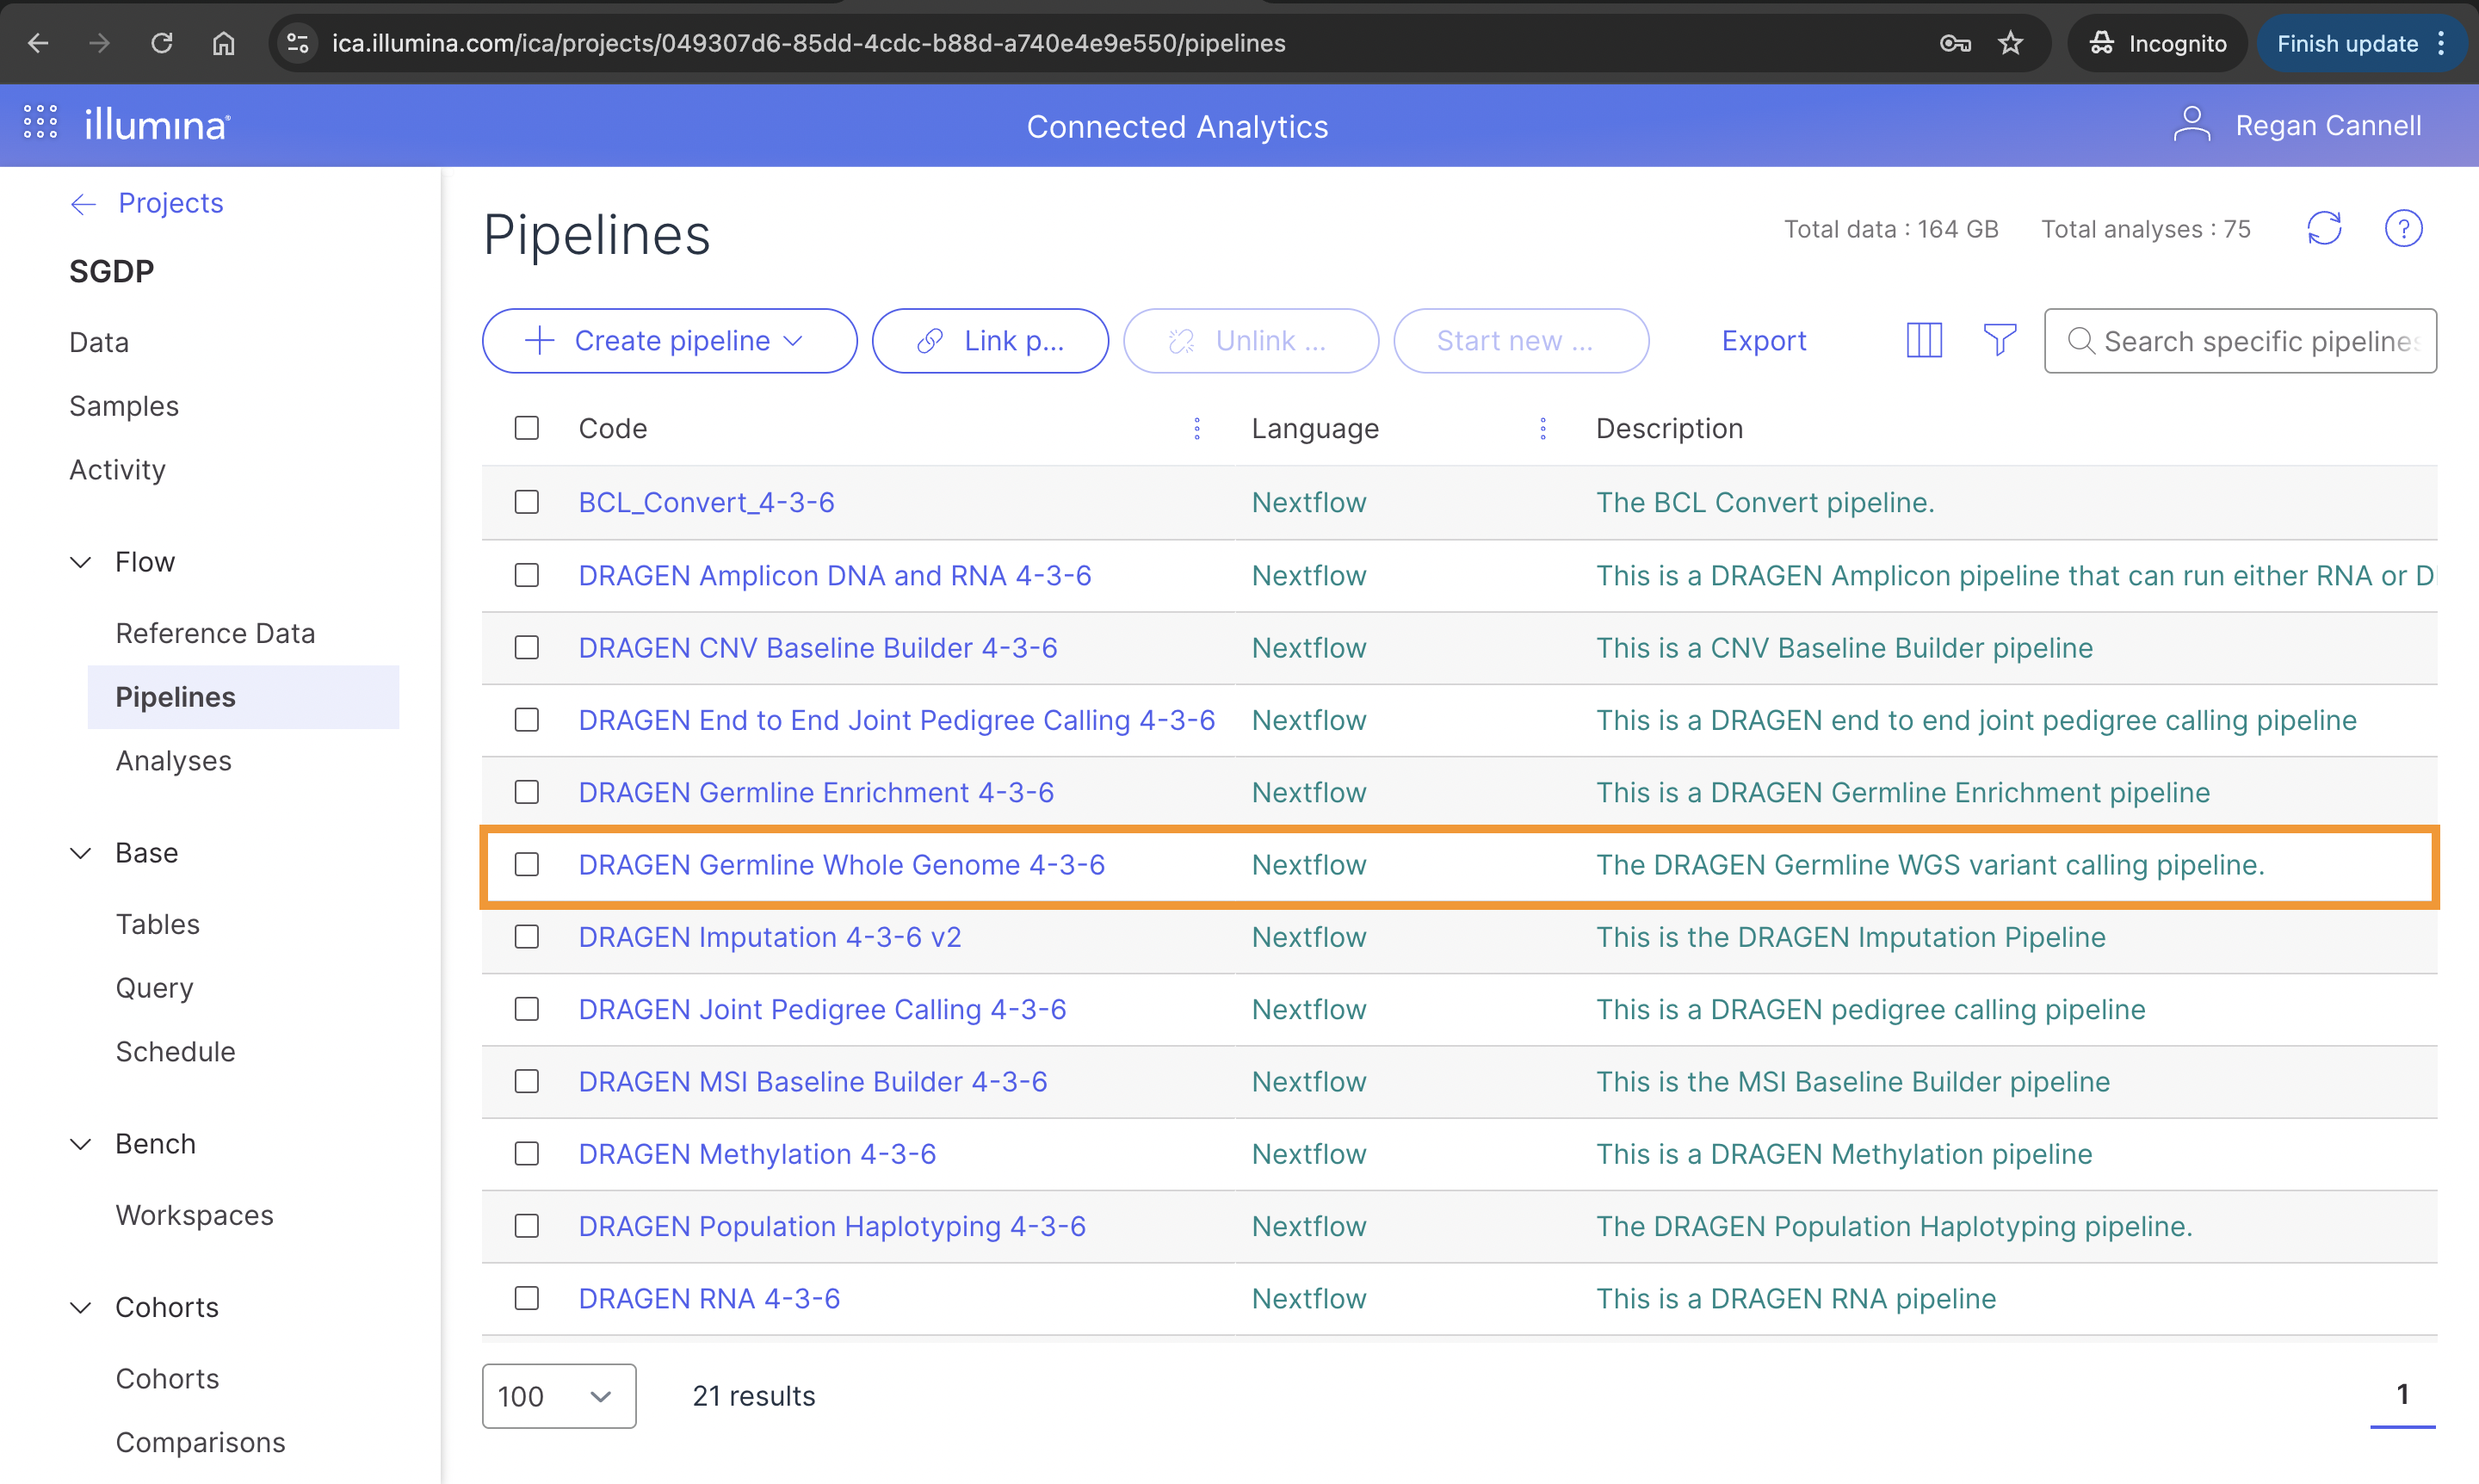 ica.illumina.com/ica/projects/049307d6-85dd-4cdc-b88d-a740e4e9e550/pipelines
Incognito
Finish update
illumina®
Connected Analytics
Regan Cannell
Projects
SGDP
Data
Samples
Activity
Flow
Reference Data
Pipelines
Analyses
Base
Tables
Query
Schedule
Bench
Workspaces
Cohorts
Cohorts
Comparisons
Pipelines
Total data : 164 GB Total analyses : 75
Create pipeline Link p... Unlink ... Start new ... Export Search specific pipelines
Code Language Description
BCL_Convert_4-3-6 Nextflow The BCL Convert pipeline.
DRAGEN Amplicon DNA and RNA 4-3-6 Nextflow This is a DRAGEN Amplicon pipeline that can run either RNA or D
DRAGEN CNV Baseline Builder 4-3-6 Nextflow This is a CNV Baseline Builder pipeline
DRAGEN End to End Joint Pedigree Calling 4-3-6 Nextflow This is a DRAGEN end to end joint pedigree calling pipeline
DRAGEN Germline Enrichment 4-3-6 Nextflow This is a DRAGEN Germline Enrichment pipeline
DRAGEN Germline Whole Genome 4-3-6 Nextflow The DRAGEN Germline WGS variant calling pipeline.
DRAGEN Imputation 4-3-6 v2 Nextflow This is the DRAGEN Imputation Pipeline
DRAGEN Joint Pedigree Calling 4-3-6 Nextflow This is a DRAGEN pedigree calling pipeline
DRAGEN MSI Baseline Builder 4-3-6 Nextflow This is the MSI Baseline Builder pipeline
DRAGEN Methylation 4-3-6 Nextflow This is a DRAGEN Methylation pipeline
DRAGEN Population Haplotyping 4-3-6 Nextflow The DRAGEN Population Haplotyping pipeline.
DRAGEN RNA 4-3-6 Nextflow This is a DRAGEN RNA pipeline
100 21 results 1